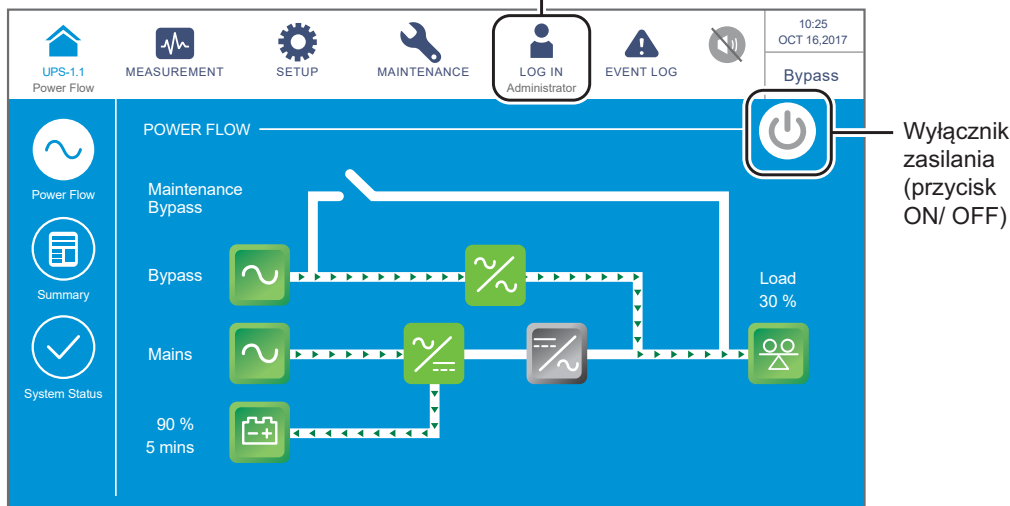 UPS-1.1
Power Flow
MEASUREMENT
SETUP
MAINTENANCE
LOG IN
Administrator
EVENT LOG
10:25
OCT 16,2017
Bypass
Power Flow
Summary
System Status
POWER FLOW
Maintenance
Bypass
Bypass
Mains
90 %
5 mins
Load
30 %
Wyłącznik
zasilania
(przycisk
ON/ OFF)